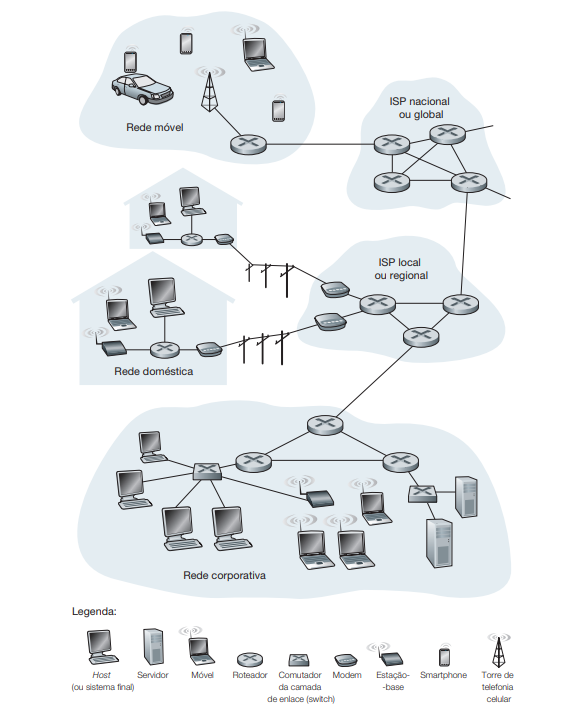 Rede móvel
ISP nacional
ou global
ISP local
ou regional
Rede doméstica
Rede corporativa
Legenda:
Host
(ou sistema final)
Servidor
Móvel
Roteador
Comutador
da camada
de enlace (switch)
Modem
Estação-
-base
Smartphone
Torre de
telefonia
celular